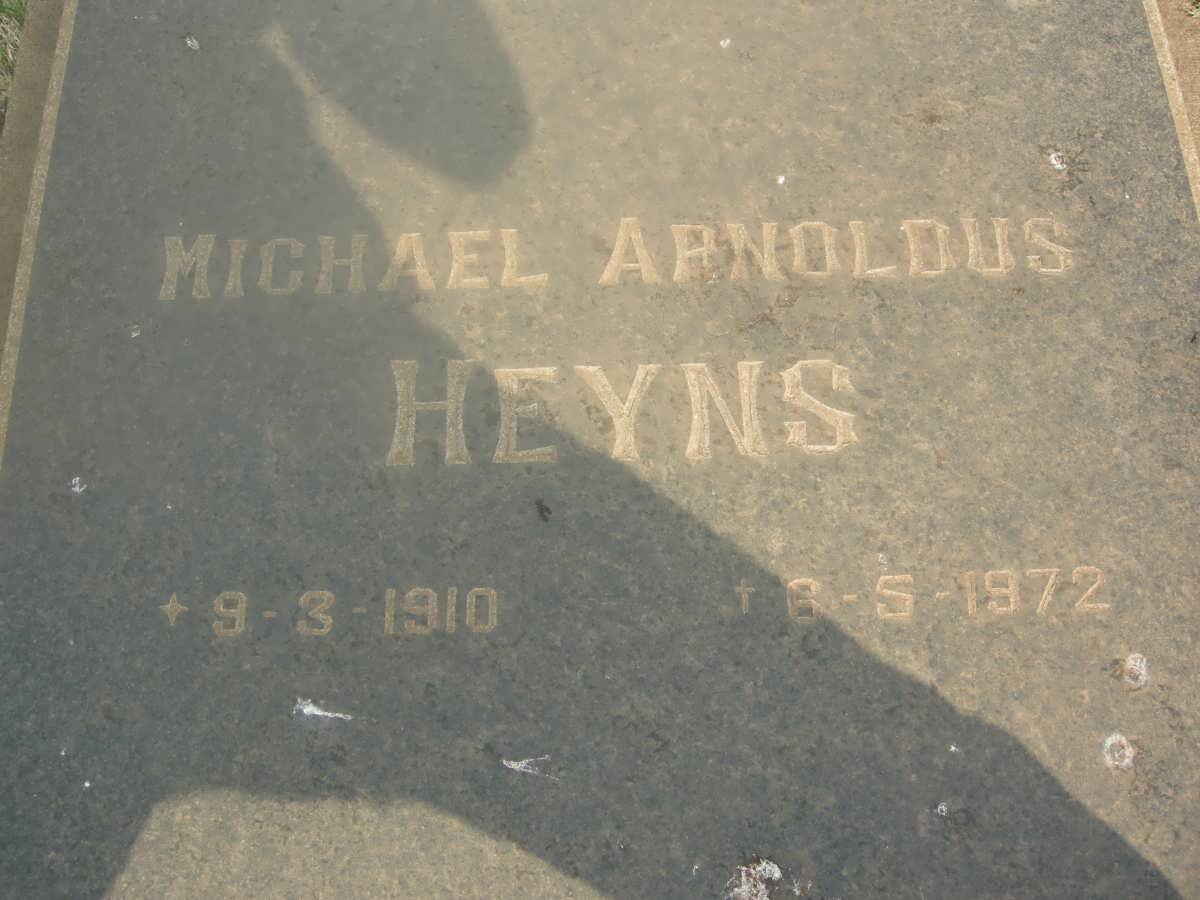 MICHAEL ARNOLDUS
HEYNS
✦ 9-3-1910 † 6-5-1972